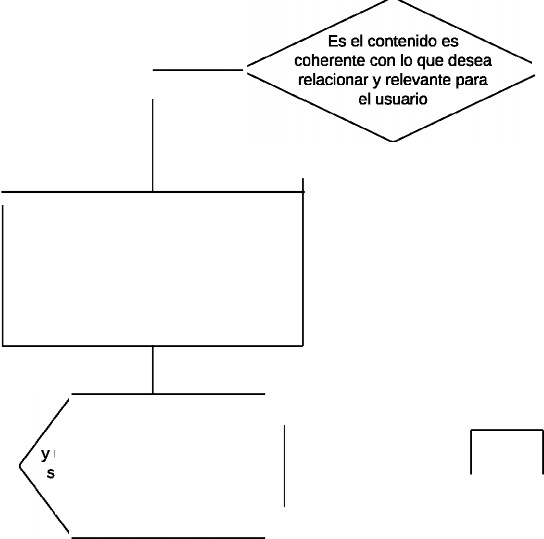 Es el contenido es
coherente con lo que desea
relacionar y relevante para
el usuario
y
s